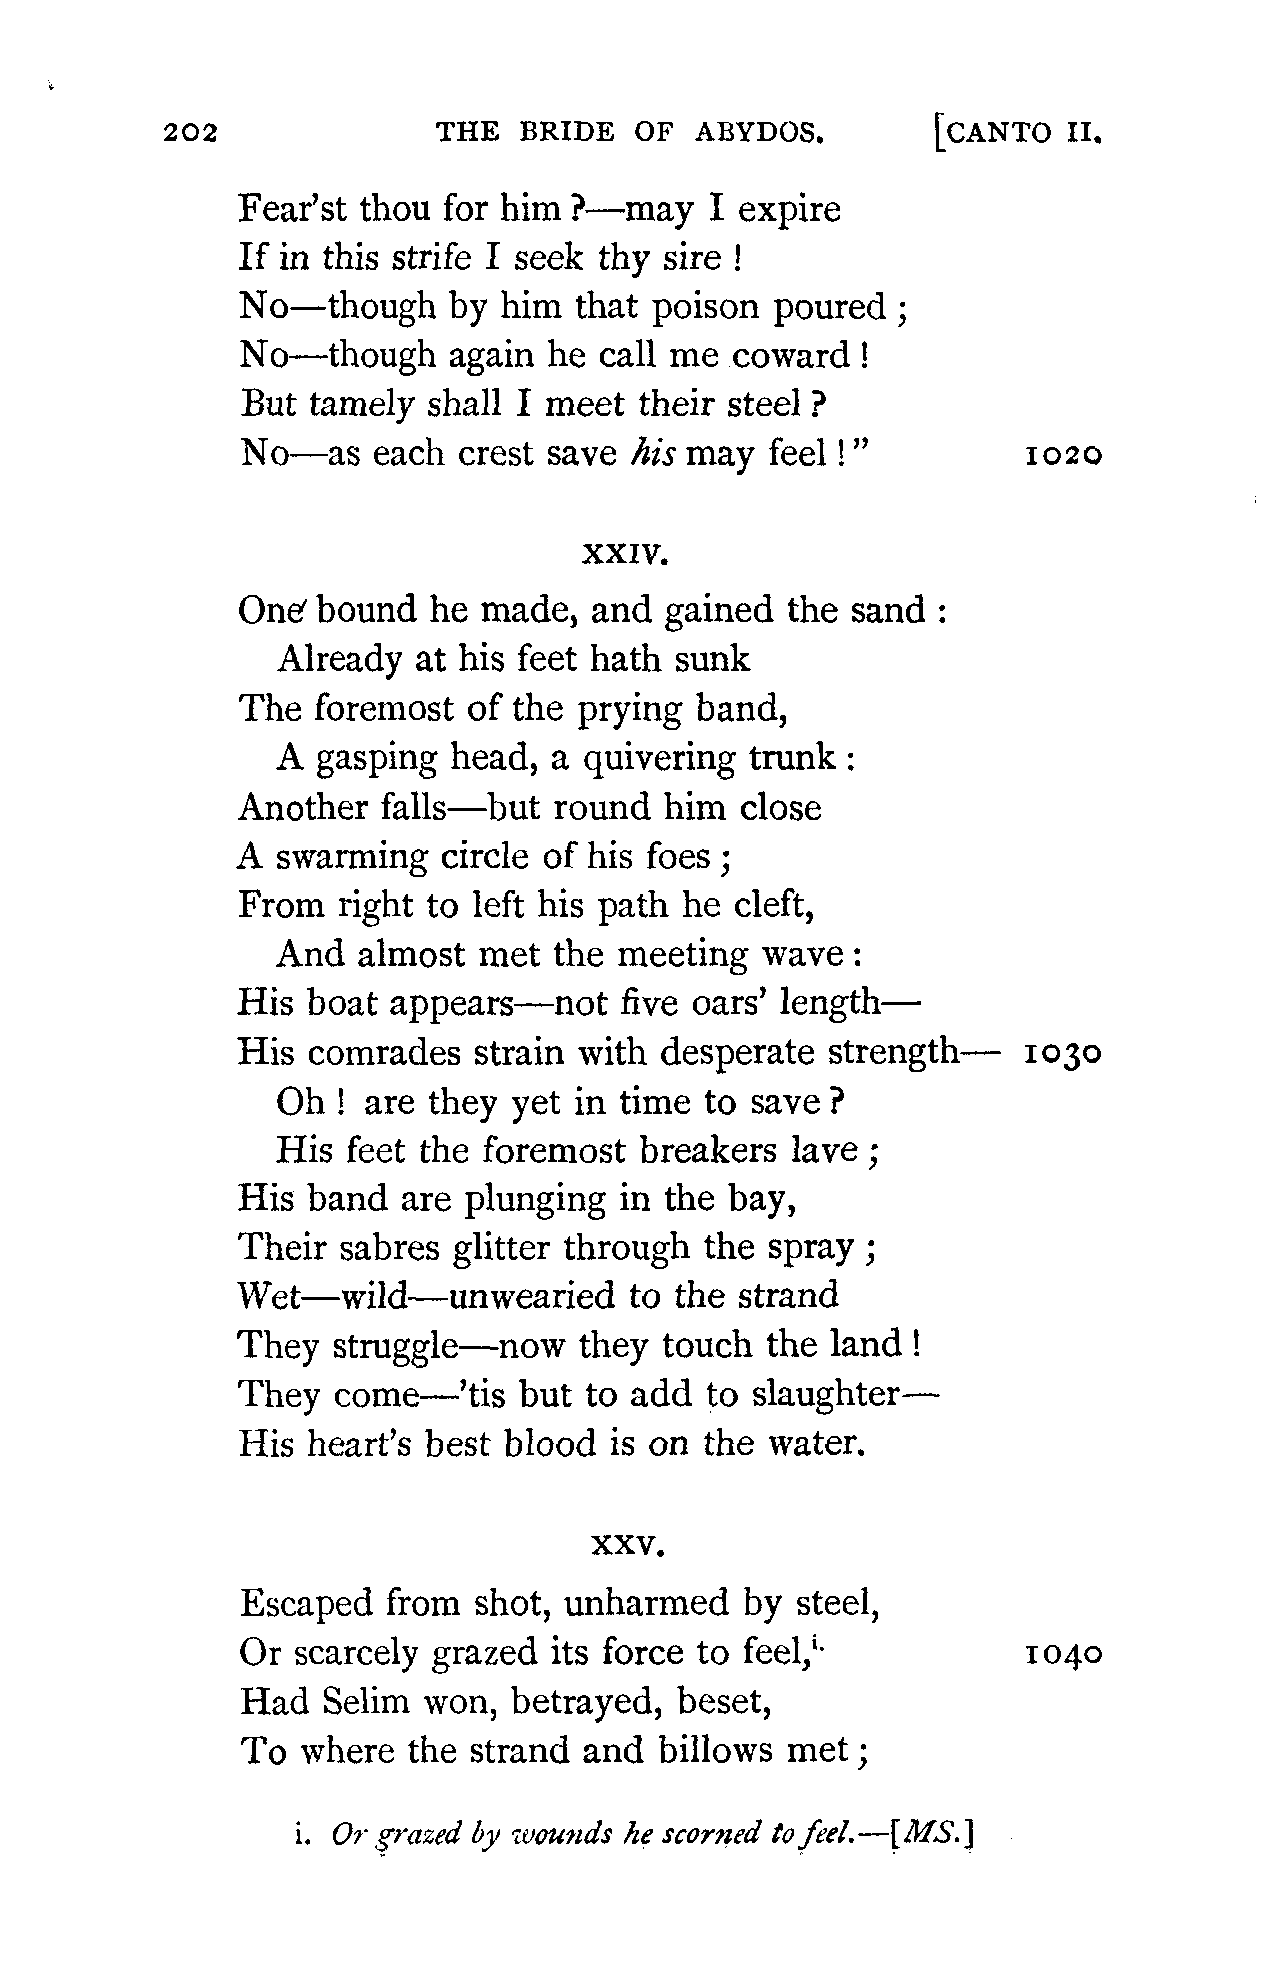 202 THE BRIDE OF ABYDOS. [CANTO II.
Fear'st thou for him ?—may I expire
If in this strife I seek thy sire !
No—though by him that poison poured ;
No—though again he call me coward !
But tamely shall I meet their steel ?
No—as each crest save his may feel ! " 1020
XXIV.
One bound he made, and gained the sand :
Already at his feet hath sunk
The foremost of the prying band,
A gasping head, a quivering trunk :
Another falls—but round him close
A swarming circle of his foes ;
From right to left his path he cleft,
And almost met the meeting wave :
His boat appears—not five oars' length—
His comrades strain with desperate strength— 1030
Oh ! are they yet in time to save ?
His feet the foremost breakers lave ;
His band are plunging in the bay,
Their sabres glitter through the spray ;
Wet—wild—unwearied to the strand
They struggle—now they touch the land !
They come—'tis but to add to slaughter—
His heart's best blood is on the water.
XXV.
Escaped from shot, unharmed by steel,
Or scarcely grazed its force to feel,i. 1040
Had Selim won, betrayed, beset,
To where the strand and billows met ;
i. Or grazed by wounds he scorned to feel.—[MS.]